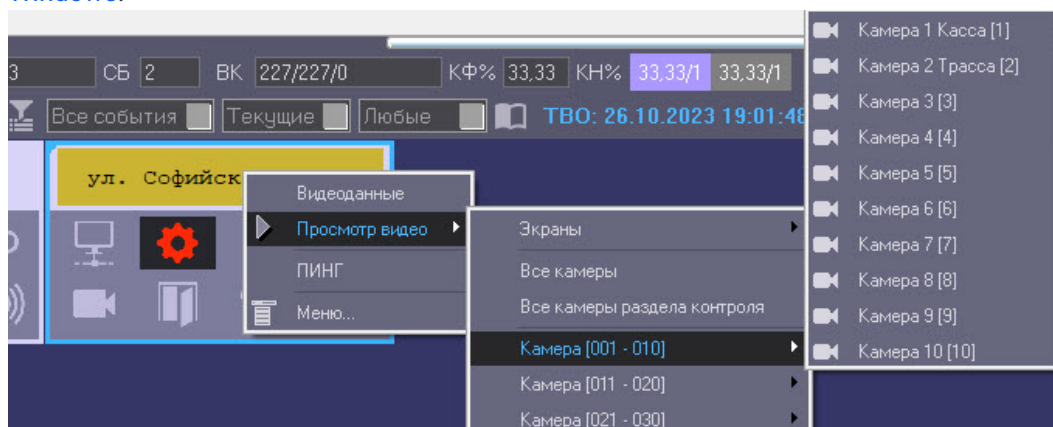 Windows.
3 СБ 2 ВК 227/227/0 КФ% 33,33 КН% 33,33/1 33,33/1
Все события Текущие Любые ТВО: 26.10.2023 19:01:48
ул. Софийск
Видеоданные
Просмотр видео
ПИНГ
Меню...
Экраны
Все камеры
Все камеры раздела контроля
Камера [001 - 010]
Камера [011 - 020]
Камера [021 - 030]
Камера 1 Касса [1]
Камера 2 Трасса [2]
Камера 3 [3]
Камера 4 [4]
Камера 5 [5]
Камера 6 [6]
Камера 7 [7]
Камера 8 [8]
Камера 9 [9]
Камера 10 [10]